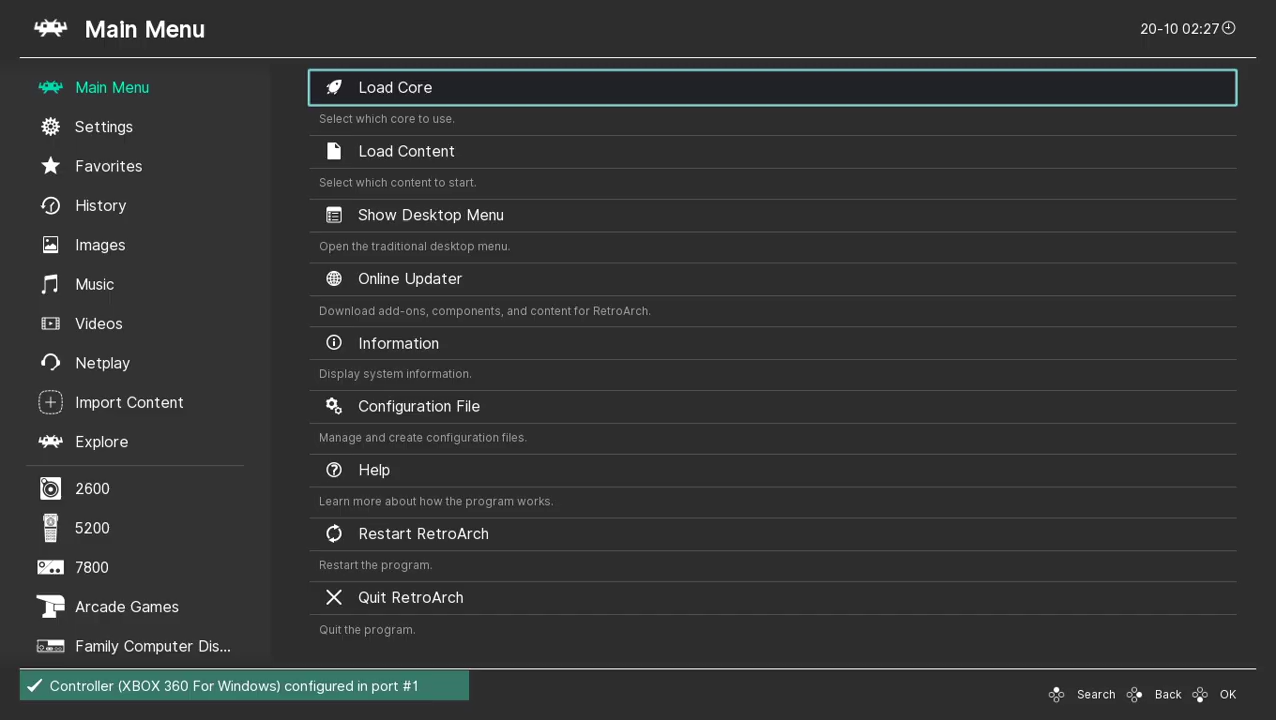 Main Menu
20-10 02:27
Main Menu
Settings
Favorites
History
Images
Music
Videos
Netplay
Import Content
Explore
2600
5200
7800
Arcade Games
Family Computer Dis...
Load Core
Select which core to use.
Load Content
Select which content to start.
Show Desktop Menu
Open the traditional desktop menu.
Online Updater
Download add-ons, components, and content for RetroArch.
Information
Display system information.
Configuration File
Manage and create configuration files.
Help
Learn more about how the program works.
Restart RetroArch
Restart the program.
Quit RetroArch
Quit the program.
Controller (XBOX 360 For Windows) configured in port #1
Search Back OK